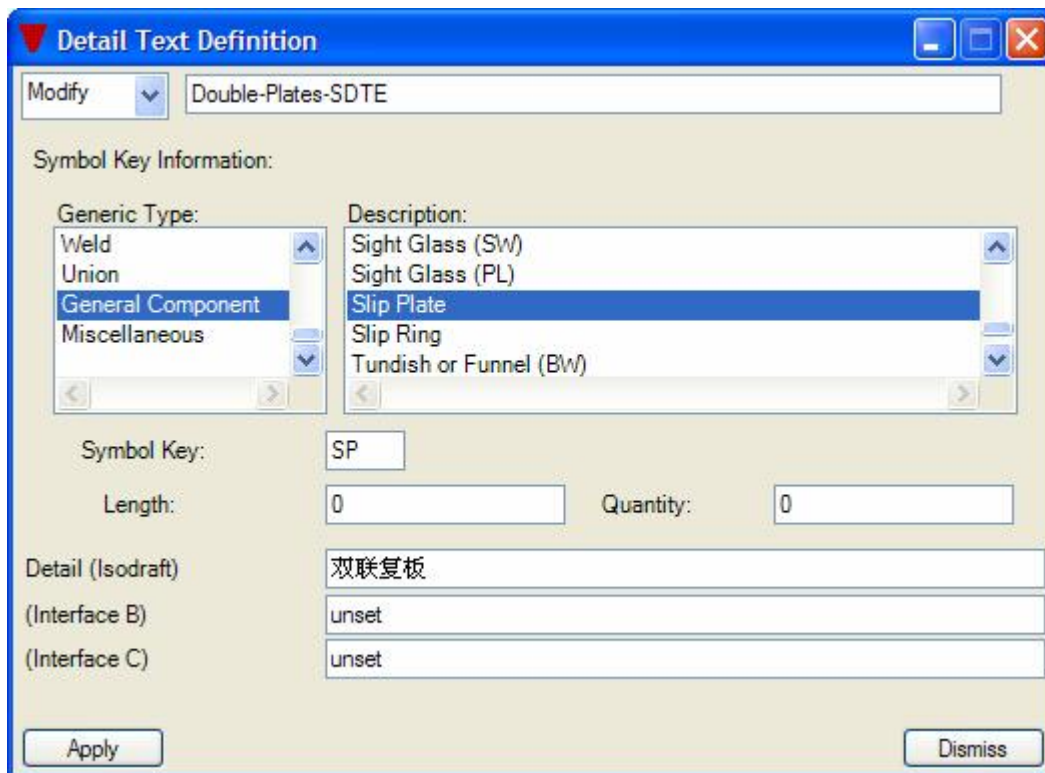 Detail Text Definition
Modify Double-Plates-SDTE
Symbol Key Information:
Generic Type: Description:
Weld Sight Glass (SW)
Union Sight Glass (PL)
General Component Slip Plate
Miscellaneous Slip Ring
Tundish or Funnel (BW)
Symbol Key: SP
Length: 0 Quantity: 0
Detail (Isodraft) 双联复板
(Interface B) unset
(Interface C) unset
Apply Dismiss